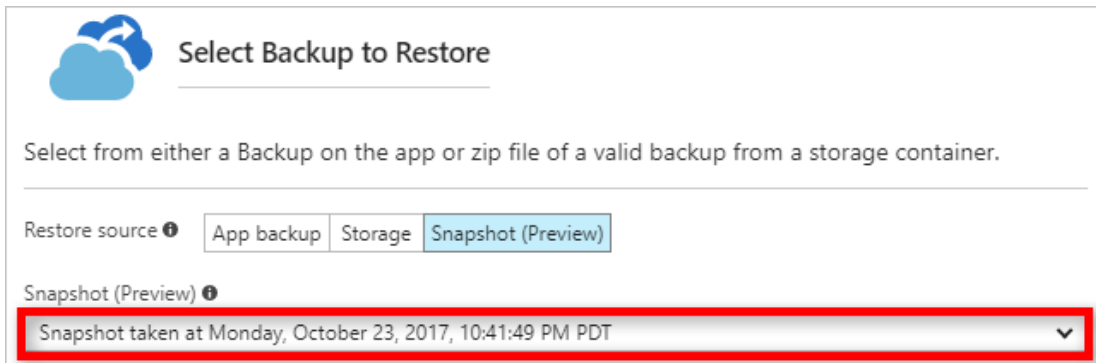 Select Backup to Restore
Select from either a Backup on the app or zip file of a valid backup from a storage container.
Restore source App backup Storage Snapshot (Preview)
Snapshot (Preview)
Snapshot taken at Monday, October 23, 2017, 10:41:49 PM PDT